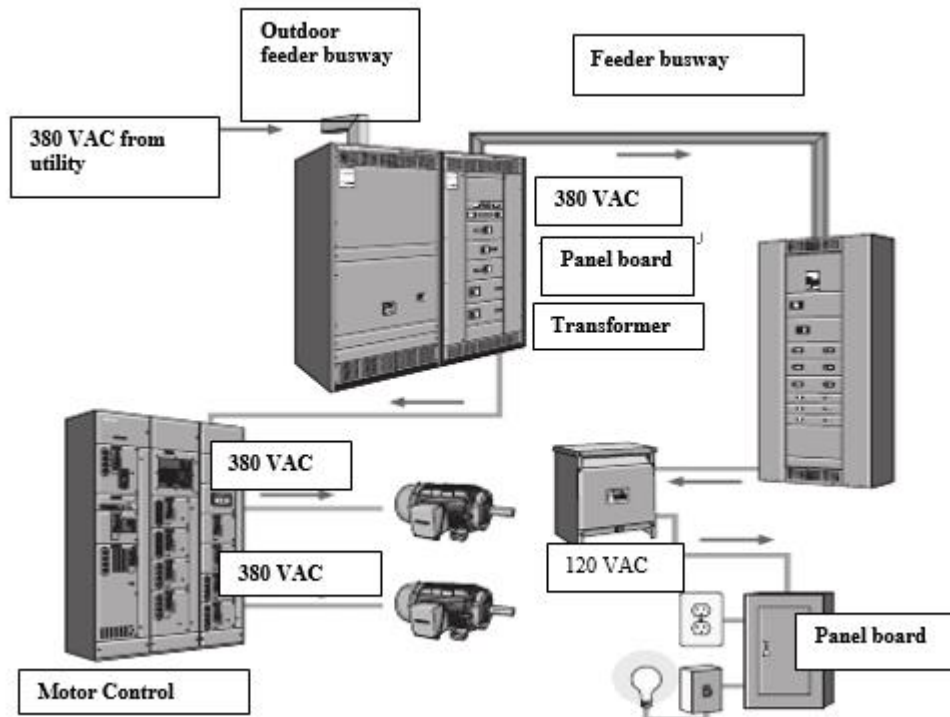 Outdoor
feeder busway
Feeder busway
380 VAC from
utility
380 VAC
Panel board
Transformer
380 VAC
380 VAC
120 VAC
Panel board
Motor Control